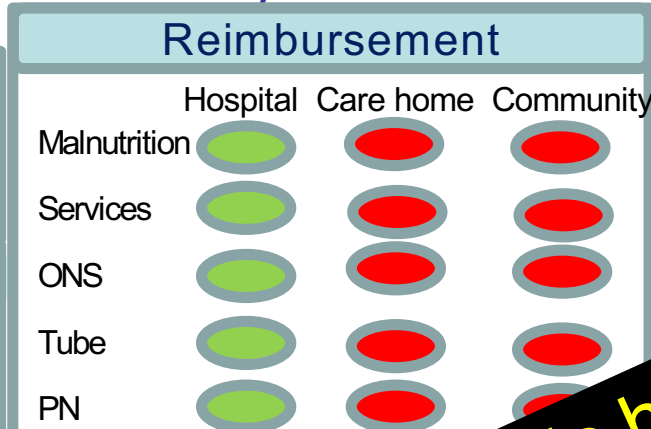 Reimbursement
Hospital Care home Community
Malnutrition
Services
ONS
Tube
PN